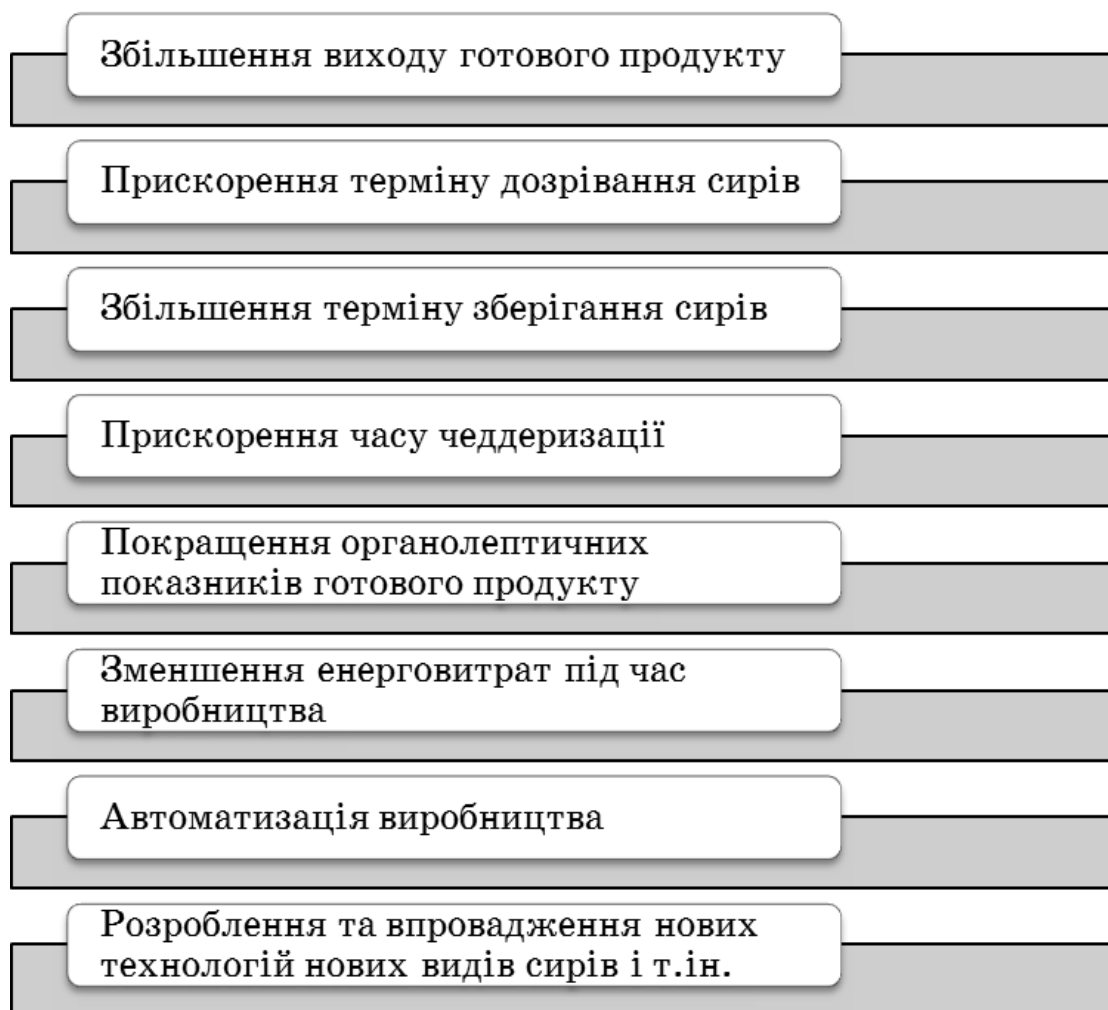 Збільшення виходу готового продукту
Прискорення терміну дозрівання сирів
Збільшення терміну зберігання сирів
Прискорення часу чеддеризації
Покращення органолептичних
показників готового продукту
Зменшення енерговитрат під час
виробництва
Автоматизація виробництва
Розроблення та впровадження нових
технологій нових видів сирів і т.ін.